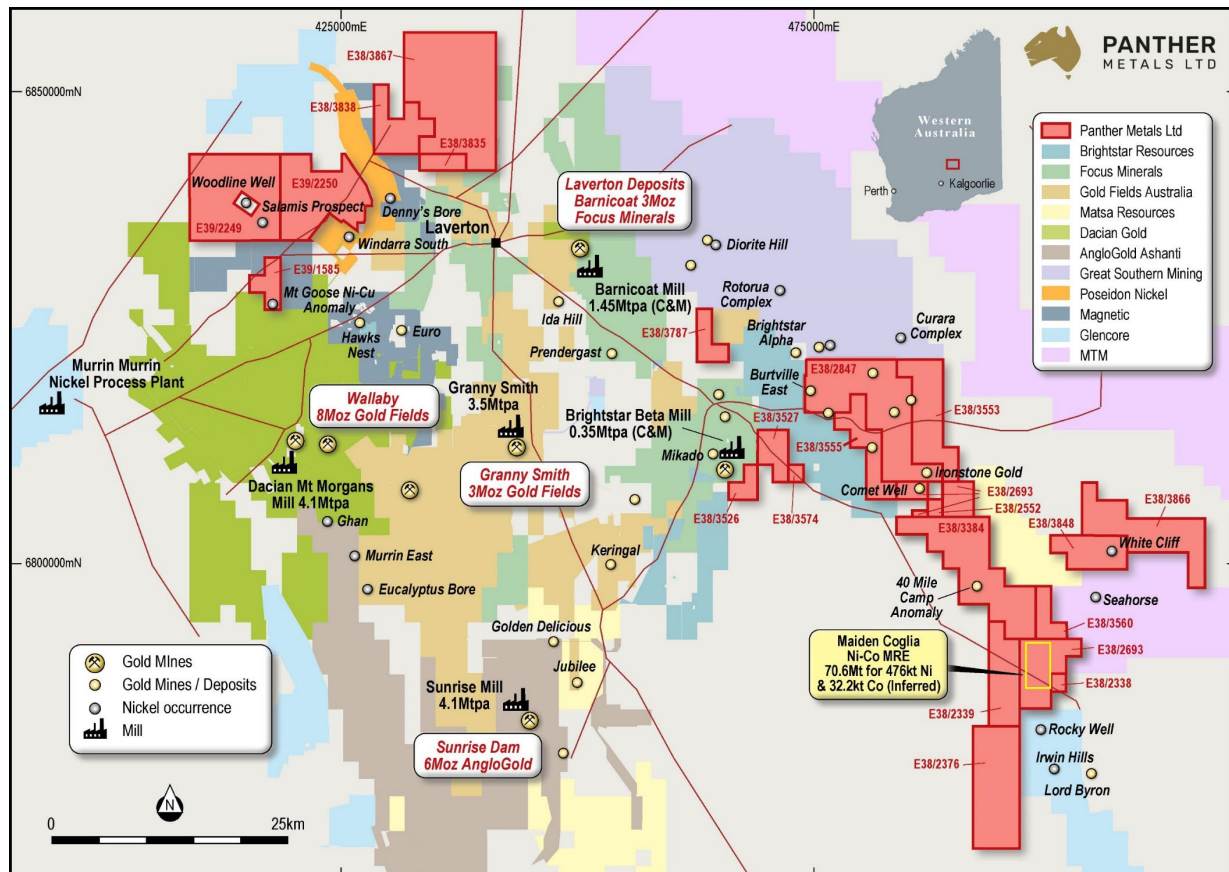 425000mE
475000mE
6850000mN
6800000mN
PANTHER
METALS LTD
Western
Australia
Perth
Kalgoorlie
Panther Metals Ltd
Brightstar Resources
Focus Minerals
Gold Fields Australia
Matsa Resources
Dacian Gold
AngloGold Ashanti
Great Southern Mining
Poseidon Nickel
Magnetic
Glencore
MTM
E38/3867
E38/3838
E38/3835
Woodline Well
E39/2250
Salamis Prospect
E39/2249
Denny's Bore
Laverton
Windarra South
E39/1585
Mt Goose Ni-Cu
Anomaly
Hawks
Nest
Euro
Laverton Deposits
Barnicoat 3Moz
Focus Minerals
Barnicoat Mill
1.45Mtpa (C&M)
Ida Hill
Prendergast
Diorite Hill
Rotorua
Complex
E38/3787
Brightstar
Alpha
Curara
Complex
Burtville
East
E38/2847
E38/3553
Murrin Murrin
Nickel Process Plant
Wallaby
8Moz Gold Fields
Granny Smith
3.5Mtpa
Granny Smith
3Moz Gold Fields
Brightstar Beta Mill
0.35Mtpa (C&M)
Mikado
E38/3527
E38/3555
E38/3526
E38/3574
Dacian Mt Morgans
Mill 4.1Mtpa
Ghan
Murrin East
Eucalyptus Bore
Keringal
Ironstone Gold
Comet Well
E38/2693
E38/2552
E38/3384
E38/3866
E38/3848
White Cliff
40 Mile
Camp
Anomaly
Seahorse
E38/3560
E38/2693
E38/2338
Maiden Coglia
Ni-Co MRE
70.6Mt for 476kt Ni
& 32.2kt Co (Inferred)
E38/2339
E38/2376
Rocky Well
Irwin Hills
Lord Byron
Golden Delicious
Jubilee
Sunrise Mill
4.1Mtpa
Sunrise Dam
6Moz AngloGold
Gold MInes
Gold Mines / Deposits
Nickel occurrence
Mill
N
0
25km